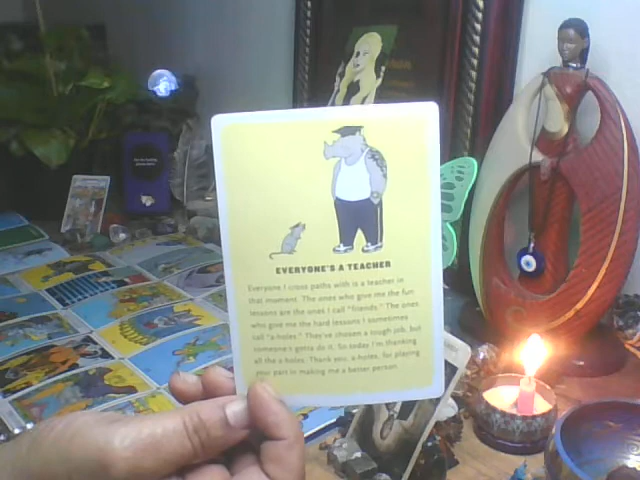 EVERYONE'S A TEACHER
Everyone I cross paths with is a teacher in
that moment. The ones who give me the fun
lessons are the ones I call "friends." The ones
who give me the hard lessons I sometimes
call "a-holes." They've chosen a tough job, but
someone's gotta do it. So today I'm thanking
all the a-holes. Thank you, a-holes, for playing
your part in making me a better person.